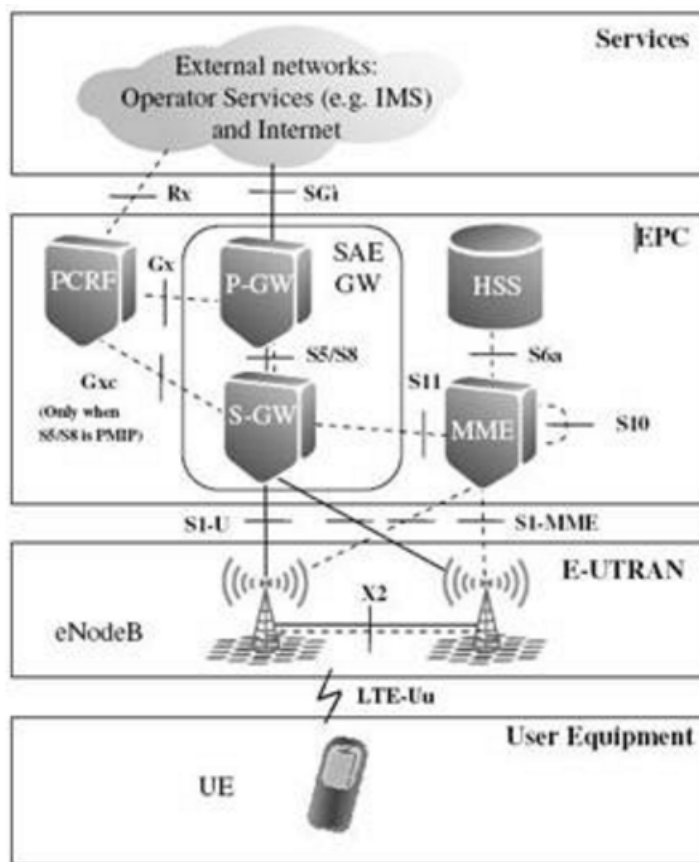 Services
External networks:
Operator Services (e.g. IMS)
and Internet
Rx
SGi
EPC
SAE
GW
PCRF
Gx
P-GW
HSS
S5/S8
S6a
Gxc
S11
(Only when
S5/S8 is PMIP)
S-GW
MME
S10
S1-U
S1-MME
E-UTRAN
X2
eNodeB
LTE-Uu
User Equipment
UE